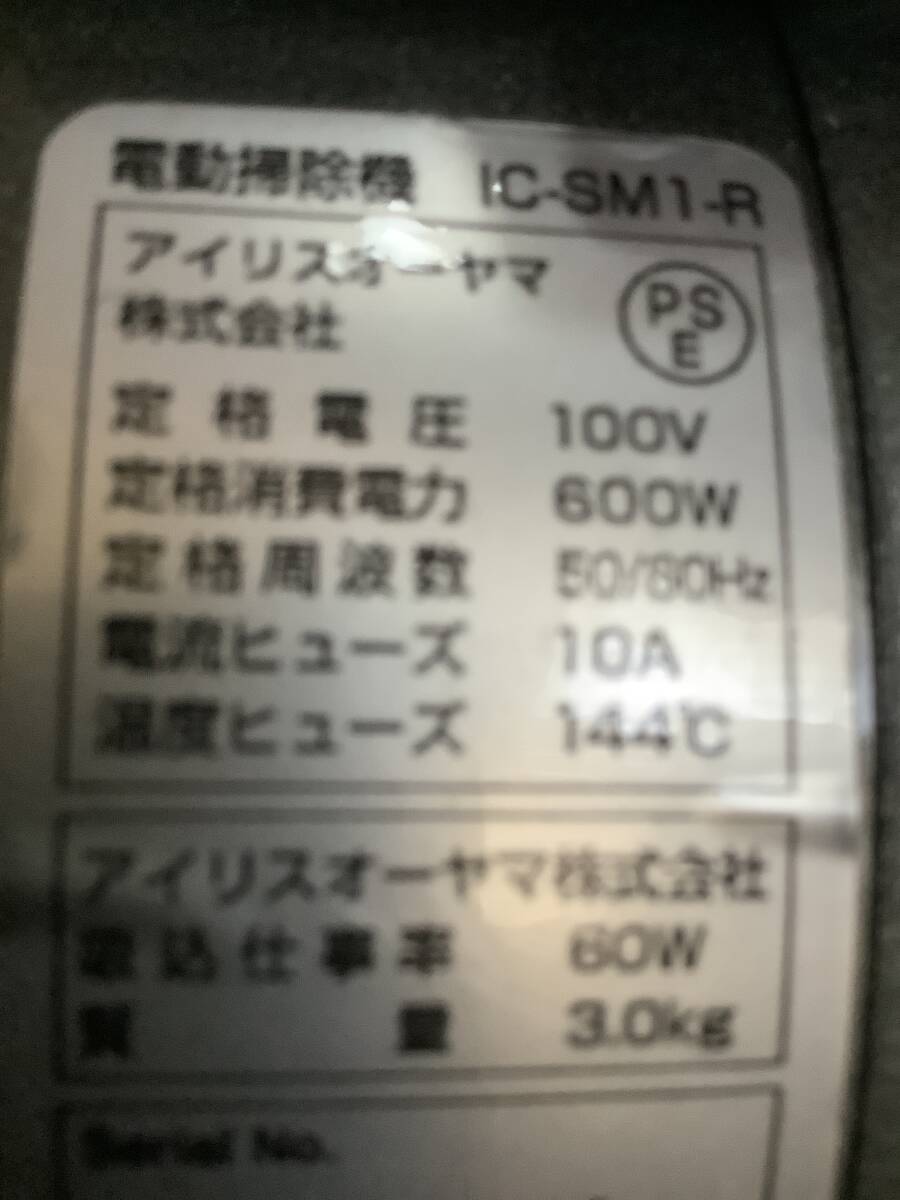 電動掃除機 IC-SM1-R
アイリスオーヤマ
株式会社
PSE
定格電圧 100V
定格消費電力 600W
定格周波数 50/60Hz
電流ヒューズ 10A
温度ヒューズ 144℃
アイリスオーヤマ株式会社
吸込仕事率 60W
質量 3.0kg
Serial No.